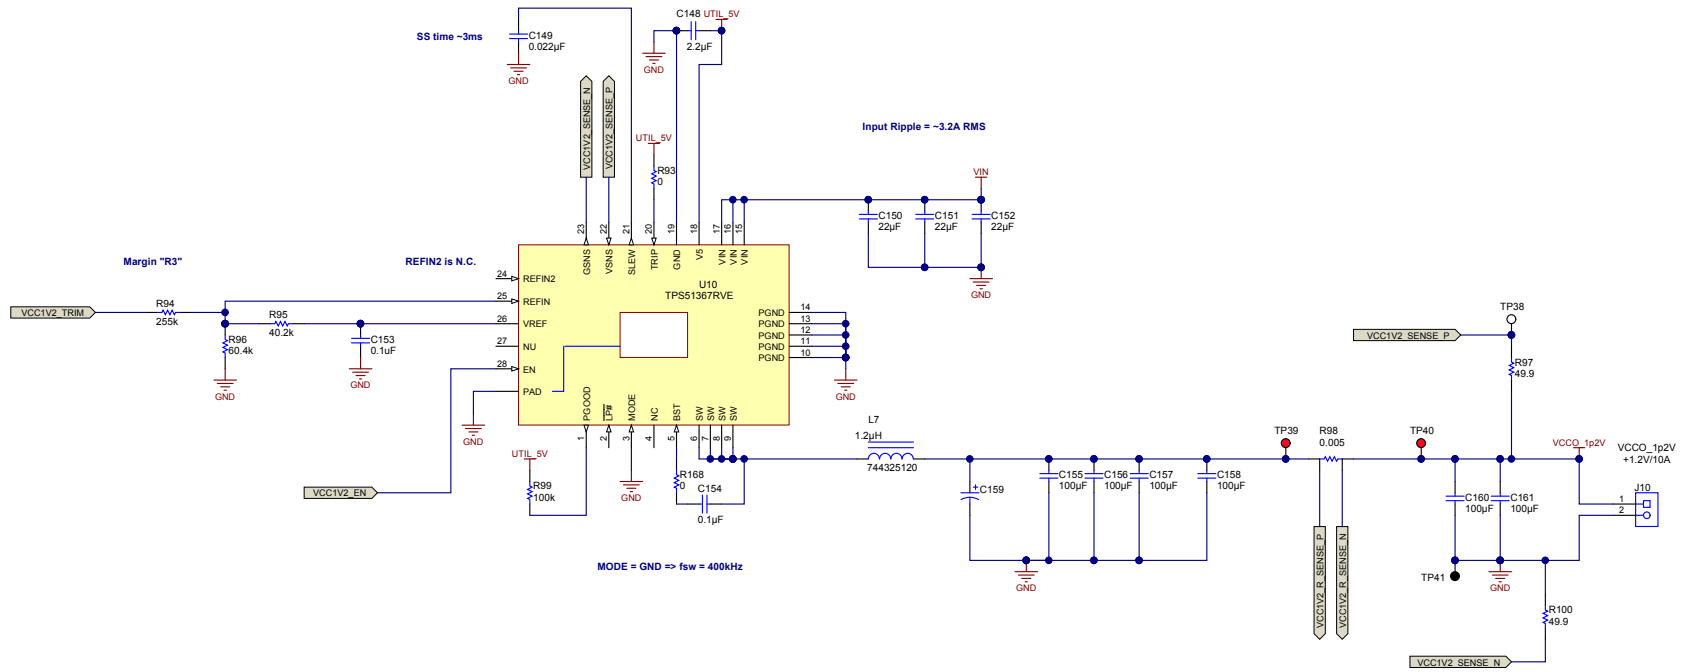 SS time ~3ms
C149
0.022µF
GND
C148
UTIL_5V
2.2µF
GND
VCC1V2_SENSE_N
VCC1V2_SENSE_P
UTIL_5V
R93
0
Input Ripple = ~3.2A RMS
VIN
C150
22µF
C151
22µF
C152
22µF
GND
23
22
21
20
19
18
17
16
15
GSNS
VSNS
SLEW
TRIP
GND
V5
VIN
VIN
VIN
Margin "R3"
REFIN2 is N.C.
U10
TPS51367RVE
24
REFIN2
25
REFIN
26
VREF
27
NU
28
EN
PAD
PGND
14
PGND
13
PGND
12
PGND
11
PGND
10
GND
VCC1V2_TRIM
R94
255k
R95
40.2k
R96
60.4k
GND
C153
0.1uF
GND
GND
PGOOD
LP#
MODE
NC
BST
SW
SW
SW
SW
1
2
3
4
5
6
7
8
9
UTIL_5V
R99
100k
VCC1V2_EN
GND
R168
0
C154
0.1µF
MODE = GND => fsw = 400kHz
L7
1.2µH
744325120
C159
C155
100µF
C156
100µF
C157
100µF
C158
100µF
GND
TP39
R98
0.005
TP40
VCC1V2_R_SENSE_P
VCC1V2_R_SENSE_N
TP38
VCC1V2_SENSE_P
R97
49.9
VCCO_1p2V
VCCO_1p2V
+1.2V/10A
C160
100µF
C161
100µF
J10
1
2
TP41
GND
R100
49.9
VCC1V2_SENSE_N